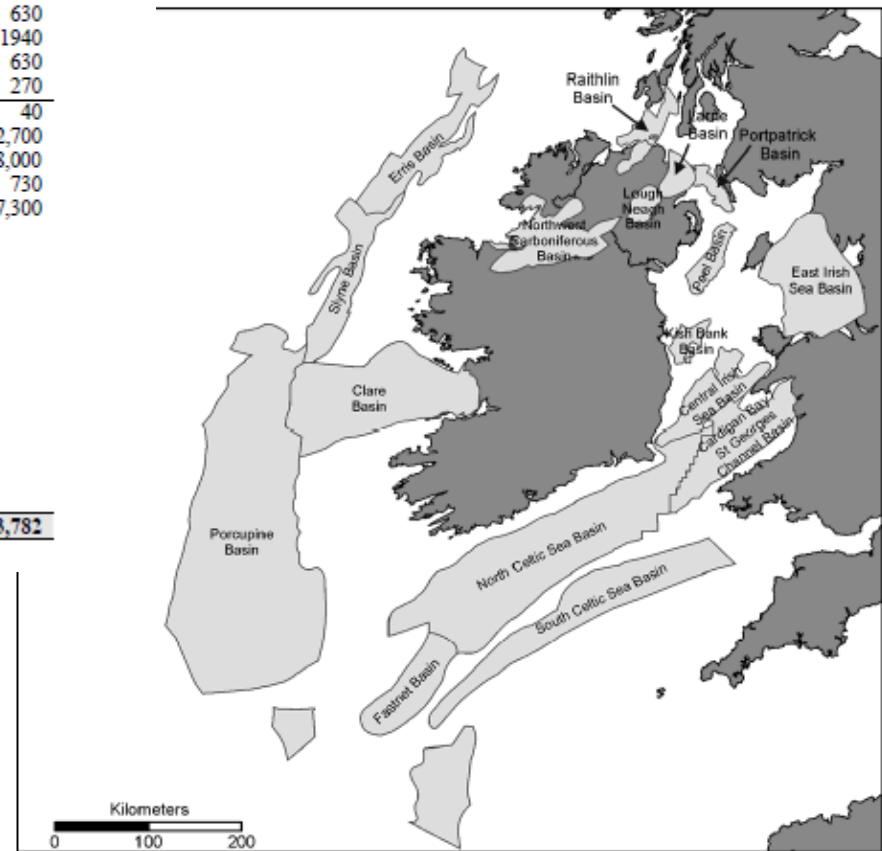 630
1940
630
270
40
2,700
8,000
730
7,300
3,782
Raithlin
Basin
Larne
Basin
Portpatrick
Basin
Erris Basin
Lough
Neagh
Basin
Northwest
Carboniferous
Basin
Peel Basin
East Irish
Sea Basin
Slyne Basin
Kish Bank
Basin
Clare
Basin
Central Irish
Sea Basin
Cardigan Bay
St Georges
Channel Basin
Porcupine
Basin
North Celtic Sea Basin
South Celtic Sea Basin
Fastnet Basin
Kilometers
0 100 200